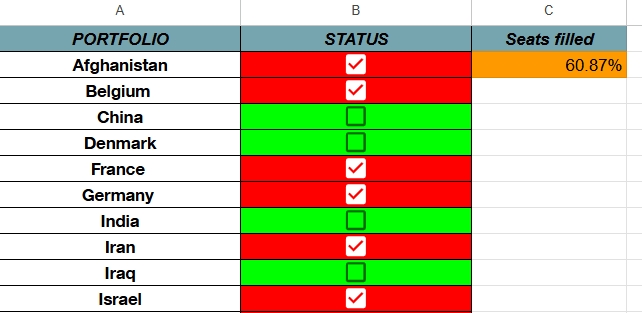 A B C
PORTFOLIO STATUS Seats filled
Afghanistan 60.87%
Belgium
China
Denmark
France
Germany
India
Iran
Iraq
Israel